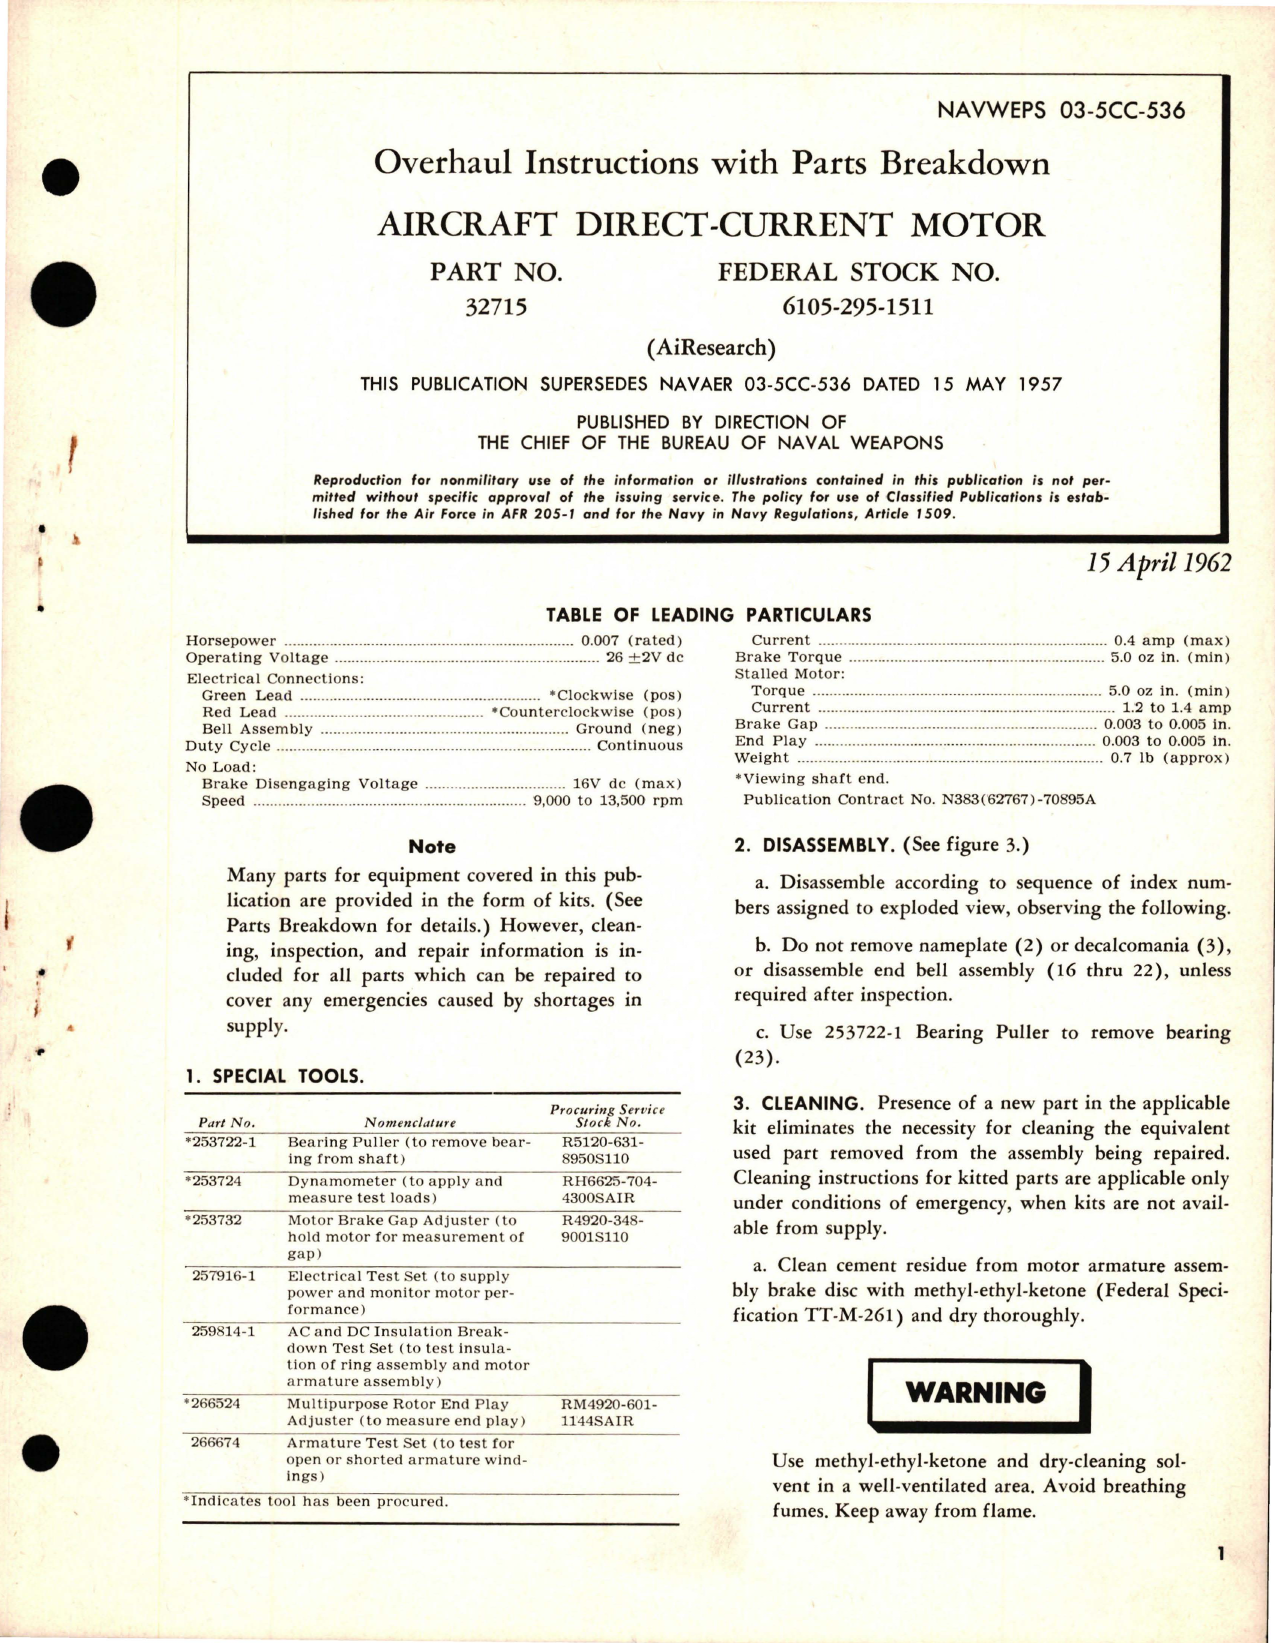 NAVWEPS 03-5CC-536
Overhaul Instructions with Parts Breakdown
AIRCRAFT DIRECT-CURRENT MOTOR
PART NO. FEDERAL STOCK NO.
32715 6105-295-1511
(AiResearch)
THIS PUBLICATION SUPERSEDES NAVAER 03-5CC-536 DATED 15 MAY 1957
PUBLISHED BY DIRECTION OF
THE CHIEF OF THE BUREAU OF NAVAL WEAPONS
Reproduction for nonmilitary use of the information or illustrations contained in this publication is not per-
mitted without specific approval of the issuing service. The policy for use of Classified Publications is estab-
lished for the Air Force in AFR 205-1 and for the Navy in Navy Regulations, Article 1509.
15 April 1962
TABLE OF LEADING PARTICULARS
Horsepower 0.007 (rated)
Operating Voltage 26 ±2V dc
Electrical Connections:
Green Lead *Clockwise (pos)
Red Lead *Counterclockwise (pos)
Bell Assembly Ground (neg)
Duty Cycle Continuous
No Load:
Brake Disengaging Voltage 16V dc (max)
Speed 9,000 to 13,500 rpm
Current 0.4 amp (max)
Brake Torque 5.0 oz in. (min)
Stalled Motor:
Torque 5.0 oz in. (min)
Current 1.2 to 1.4 amp
Brake Gap 0.003 to 0.005 in.
End Play 0.003 to 0.005 in.
Weight 0.7 lb (approx)
*Viewing shaft end.
Publication Contract No. N383(62767)-70895A
Note
Many parts for equipment covered in this pub-
lication are provided in the form of kits. (See
Parts Breakdown for details.) However, clean-
ing, inspection, and repair information is in-
cluded for all parts which can be repaired to
cover any emergencies caused by shortages in
supply.
1. SPECIAL TOOLS.
Part No. Nomenclature Procuring Service
Stock No.
*253722-1 Bearing Puller (to remove bear- R5120-631-
ing from shaft) 8950S110
*253724 Dynamometer (to apply and RH6625-704-
measure test loads) 4300SAIR
*253732 Motor Brake Gap Adjuster (to R4920-348-
hold motor for measurement of 9001S110
gap)
257916-1 Electrical Test Set (to supply
power and monitor motor per-
formance)
259814-1 AC and DC Insulation Break-
down Test Set (to test insula-
tion of ring assembly and motor
armature assembly)
*266524 Multipurpose Rotor End Play RM4920-601-
Adjuster (to measure end play) 1144SAIR
266674 Armature Test Set (to test for
open or shorted armature wind-
ings)
*Indicates tool has been procured.
2. DISASSEMBLY. (See figure 3.)
a. Disassemble according to sequence of index num-
bers assigned to exploded view, observing the following.
b. Do not remove nameplate (2) or decalcomania (3),
or disassemble end bell assembly (16 thru 22), unless
required after inspection.
c. Use 253722-1 Bearing Puller to remove bearing
(23).
3. CLEANING. Presence of a new part in the applicable
kit eliminates the necessity for cleaning the equivalent
used part removed from the assembly being repaired.
Cleaning instructions for kitted parts are applicable only
under conditions of emergency, when kits are not avail-
able from supply.
a. Clean cement residue from motor armature assem-
bly brake disc with methyl-ethyl-ketone (Federal Speci-
fication TT-M-261) and dry thoroughly.
WARNING
Use methyl-ethyl-ketone and dry-cleaning sol-
vent in a well-ventilated area. Avoid breathing
fumes. Keep away from flame.
1